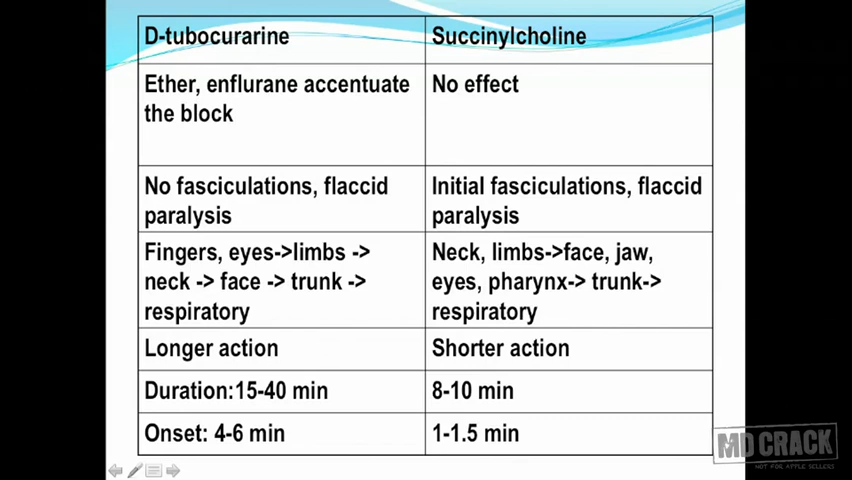 D-tubocurarine
Succinylcholine
Ether, enflurane accentuate
the block
No effect
No fasciculations, flaccid
paralysis
Initial fasciculations, flaccid
paralysis
Fingers, eyes->limbs ->
neck -> face -> trunk ->
respiratory
Neck, limbs->face, jaw,
eyes, pharynx-> trunk->
respiratory
Longer action
Shorter action
Duration:15-40 min
8-10 min
Onset: 4-6 min
1-1.5 min
MD CRACK
NOT FOR APPLE SELLERS